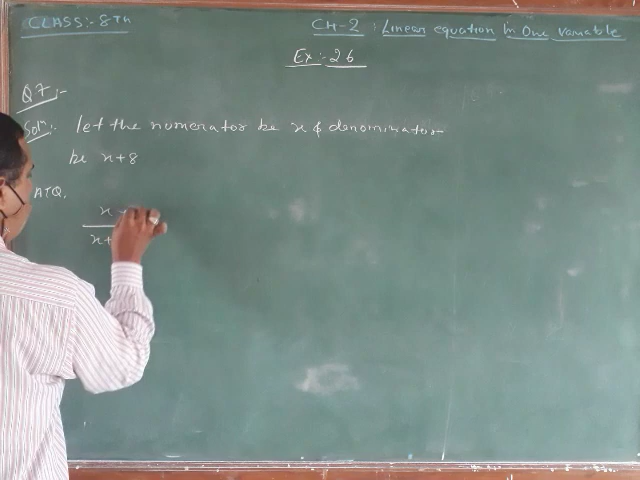 CLASS:- 8Th
CH-2 : Linear equation in One variable
Ex:- 2.6
Q7:-
Soln:- let the numerator be x & denominator
be x+8
ATQ,
x
x+